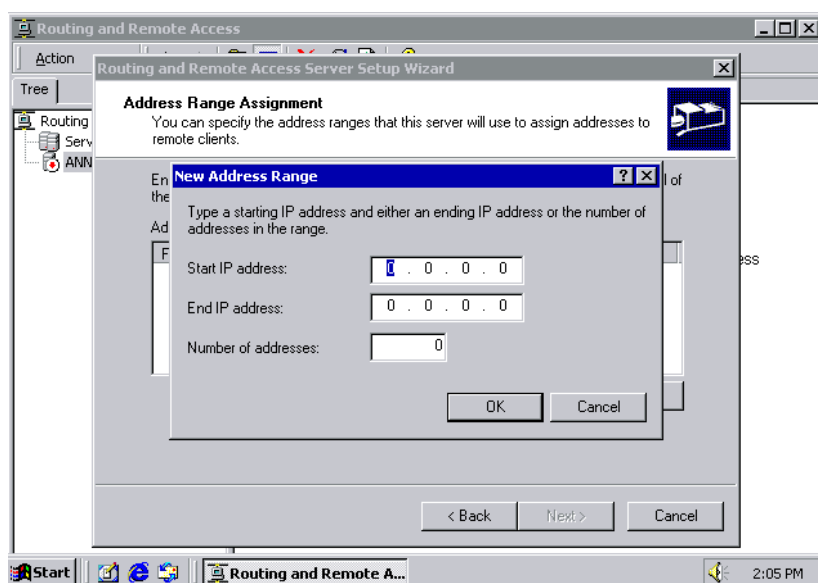 Routing and Remote Access
Action
Tree
Routing
Serv
ANN
Routing and Remote Access Server Setup Wizard
Address Range Assignment
You can specify the address ranges that this server will use to assign addresses to
remote clients.
En
l of
the
Ad
F
ess
New Address Range
Type a starting IP address and either an ending IP address or the number of
addresses in the range.
Start IP address: 0 . 0 . 0 . 0
End IP address: 0 . 0 . 0 . 0
Number of addresses: 0
OK Cancel
< Back Next > Cancel
Start Routing and Remote A... 2:05 PM